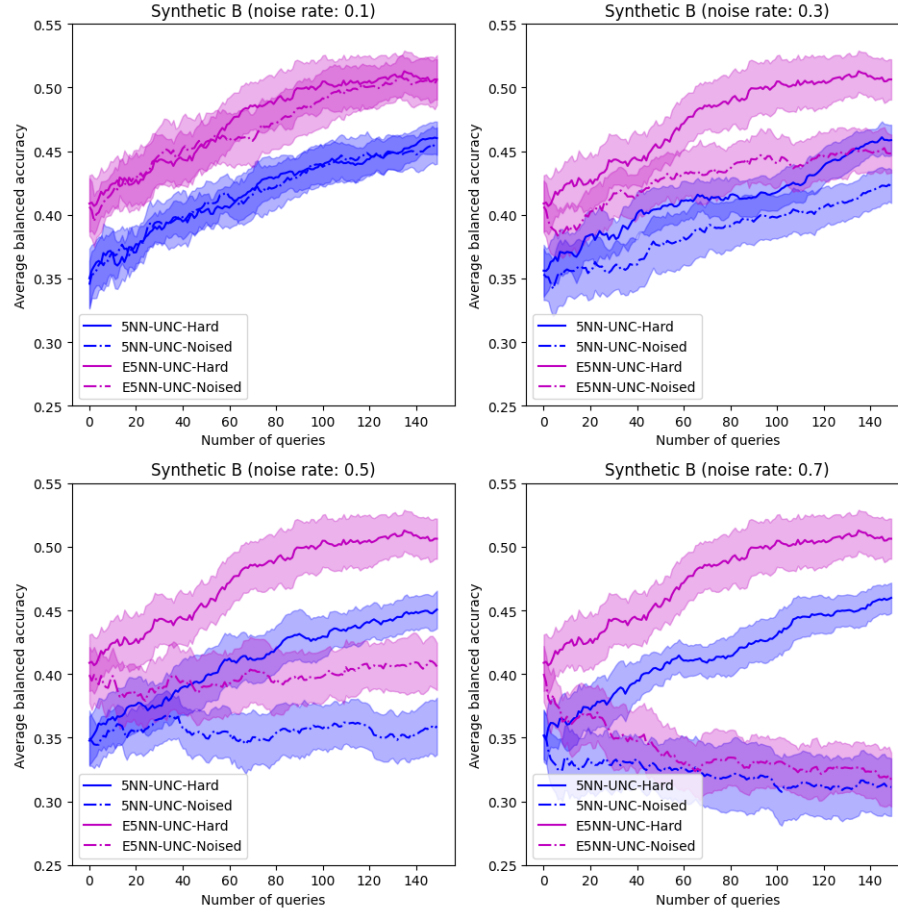 Synthetic B (noise rate: 0.1)
0.55
0.50
0.45
0.40
0.35
0.30
0.25
Average balanced accuracy
5NN-UNC-Hard
5NN-UNC-Noised
E5NN-UNC-Hard
E5NN-UNC-Noised
0 20 40 60 80 100 120 140
Number of queries
Synthetic B (noise rate: 0.3)
0.55
0.50
0.45
0.40
0.35
0.30
0.25
Average balanced accuracy
5NN-UNC-Hard
5NN-UNC-Noised
E5NN-UNC-Hard
E5NN-UNC-Noised
0 20 40 60 80 100 120 140
Number of queries
Synthetic B (noise rate: 0.5)
0.55
0.50
0.45
0.40
0.35
0.30
0.25
Average balanced accuracy
5NN-UNC-Hard
5NN-UNC-Noised
E5NN-UNC-Hard
E5NN-UNC-Noised
0 20 40 60 80 100 120 140
Number of queries
Synthetic B (noise rate: 0.7)
0.55
0.50
0.45
0.40
0.35
0.30
0.25
Average balanced accuracy
5NN-UNC-Hard
5NN-UNC-Noised
E5NN-UNC-Hard
E5NN-UNC-Noised
0 20 40 60 80 100 120 140
Number of queries